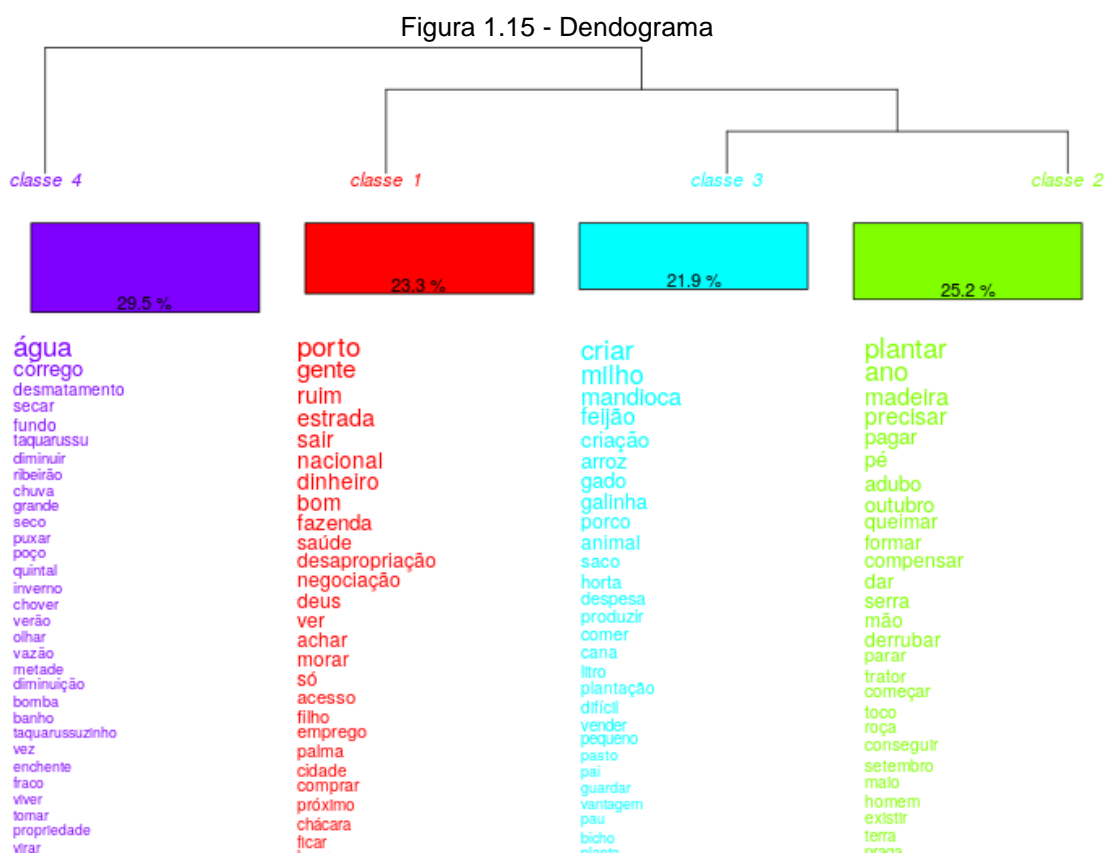 Figura 1.15 - Dendograma
classe 4
classe 1
classe 3
classe 2
29.5 %
23.3 %
21.9 %
25.2 %
água
córrego
desmatamento
secar
fundo
taquarussu
diminuir
ribeirão
chuva
grande
seco
puxar
poço
quintal
inverno
chover
verão
olhar
vazão
metade
diminuição
bomba
banho
taquarussuzinho
vez
enchente
fraco
viver
tomar
propriedade
virar
porto
gente
ruim
estrada
sair
nacional
dinheiro
bom
fazenda
saúde
desapropriação
negociação
deus
ver
achar
morar
só
acesso
filho
emprego
palma
cidade
comprar
próximo
chácara
ficar
criar
milho
mandioca
feijão
criação
arroz
gado
galinha
porco
animal
saco
horta
despesa
produzir
comer
cana
litro
plantação
difícil
vender
pequeno
pasto
pai
guardar
vantagem
pau
bicho
planta
plantar
ano
madeira
precisar
pagar
pé
adubo
outubro
queimar
formar
compensar
dar
serra
mão
derrubar
parar
trator
começar
toco
roça
conseguir
setembro
maio
homem
existir
terra
praga